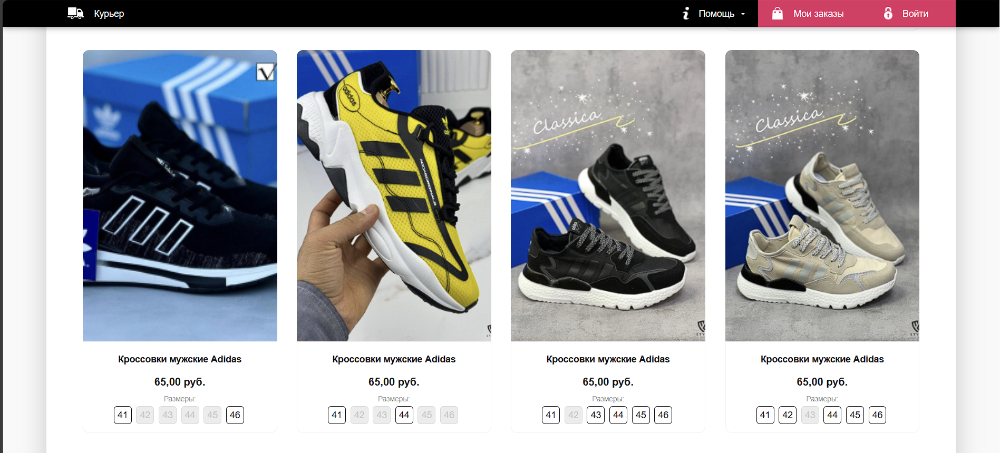 Курьер
Помощь
Мои заказы
Войти
adidas
Classica
Classica
Кроссовки мужские Adidas
65,00 руб.
Размеры:
41 42 43 44 45 46
Кроссовки мужские Adidas
65,00 руб.
Размеры:
41 42 43 44 45 46
Кроссовки мужские Adidas
65,00 руб.
Размеры:
41 42 43 44 45 46
Кроссовки мужские Adidas
65,00 руб.
Размеры:
41 42 43 44 45 46